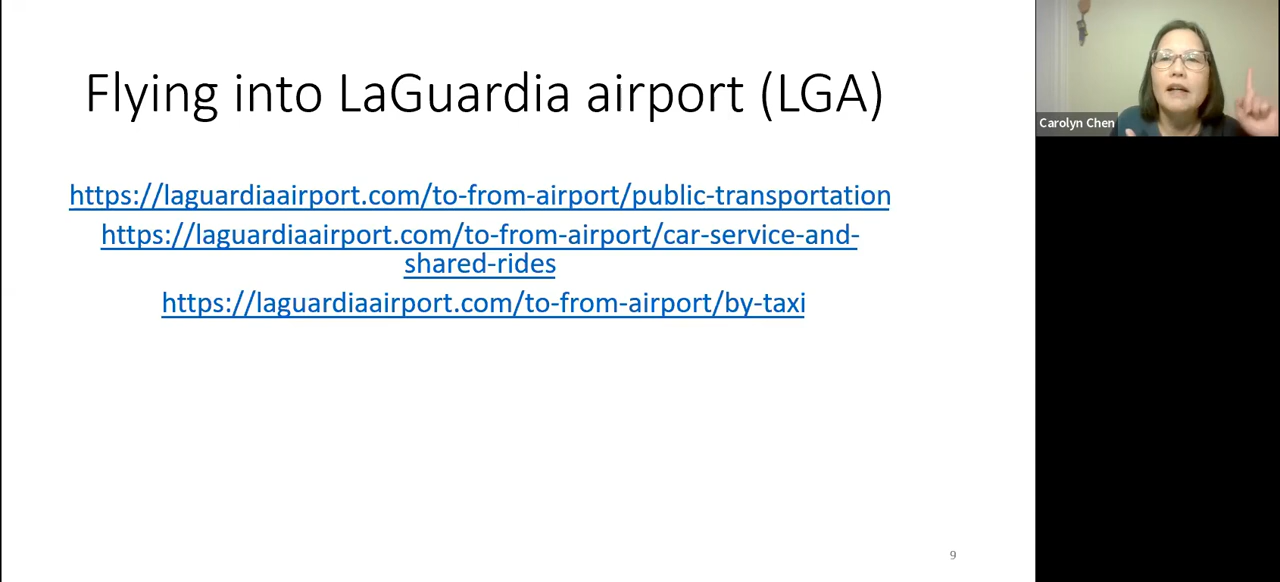 Flying into LaGuardia airport (LGA)
https://laguardiaairport.com/to-from-airport/public-transportation
https://laguardiaairport.com/to-from-airport/car-service-and-
shared-rides
https://laguardiaairport.com/to-from-airport/by-taxi
9
Carolyn Chen